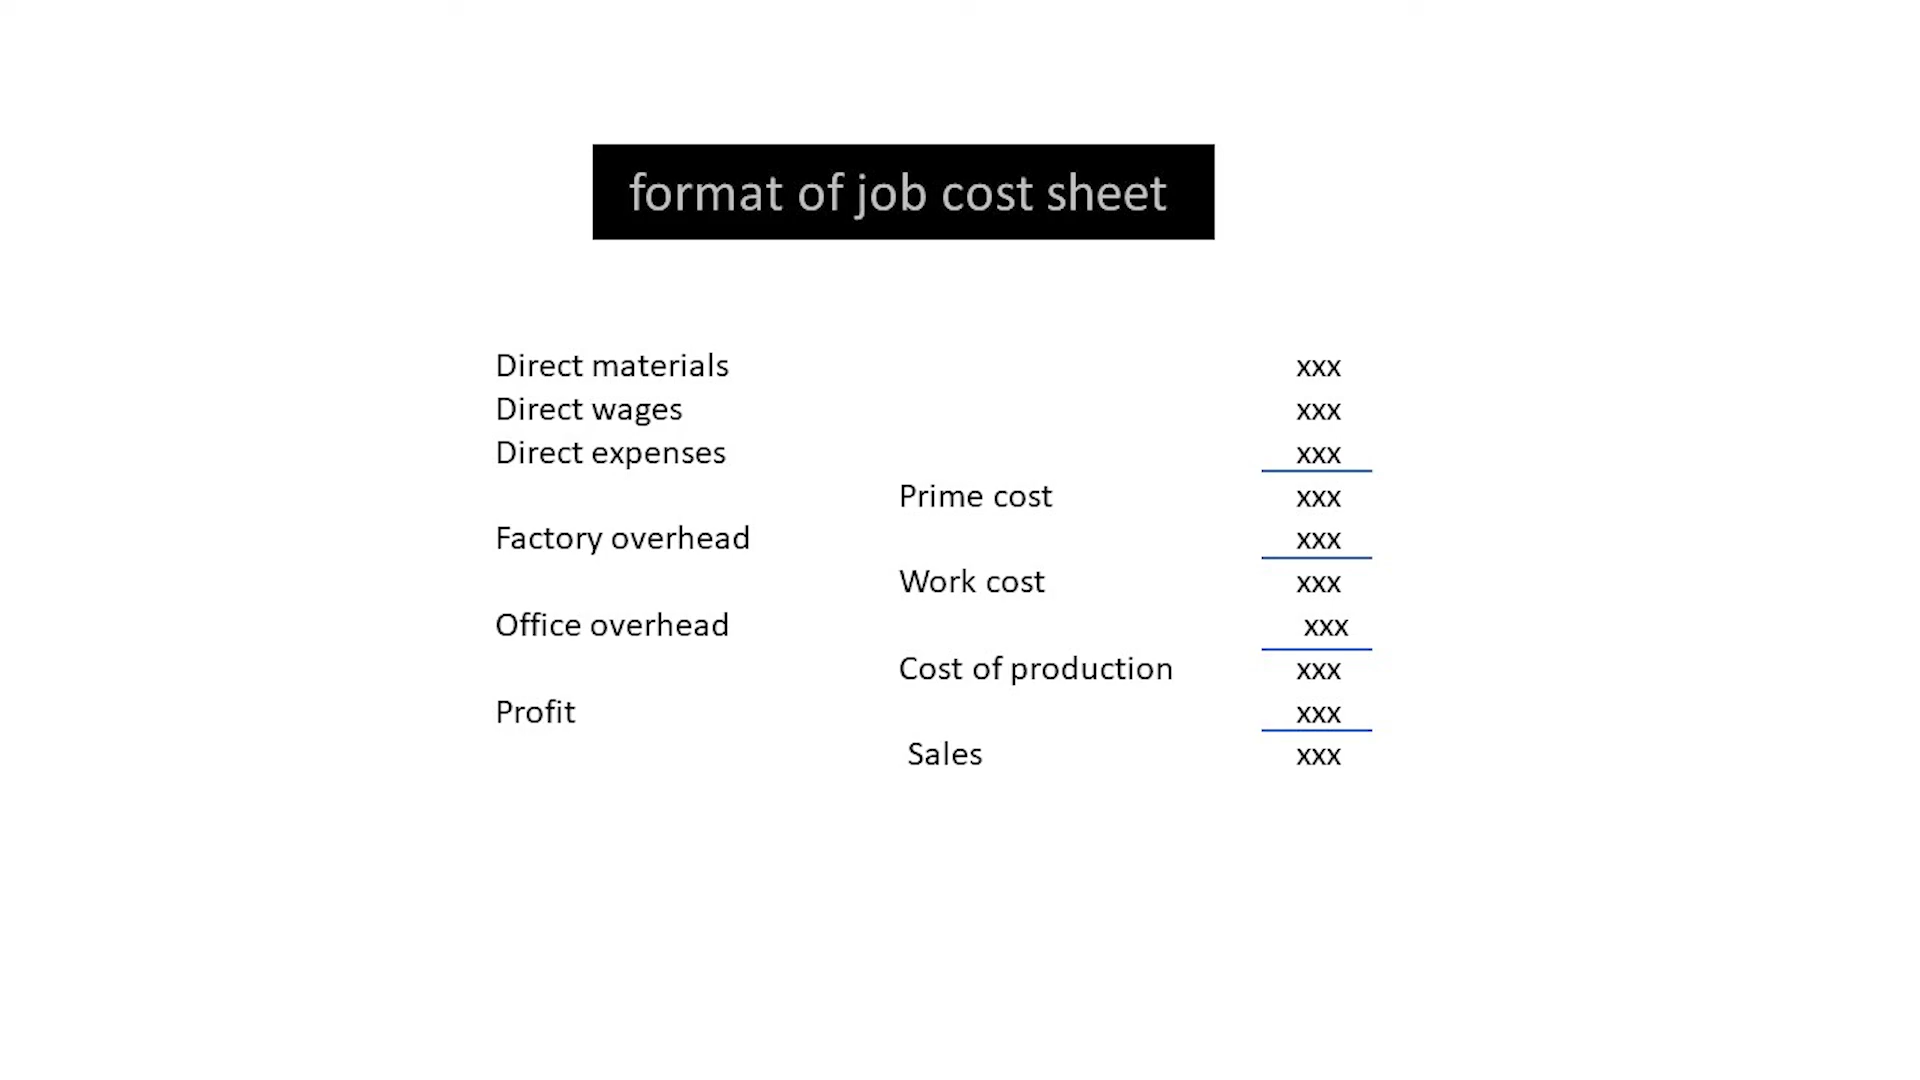 format of job cost sheet
Direct materials xxx
Direct wages xxx
Direct expenses xxx
Prime cost xxx
Factory overhead xxx
Work cost xxx
Office overhead xxx
Cost of production xxx
Profit xxx
Sales xxx